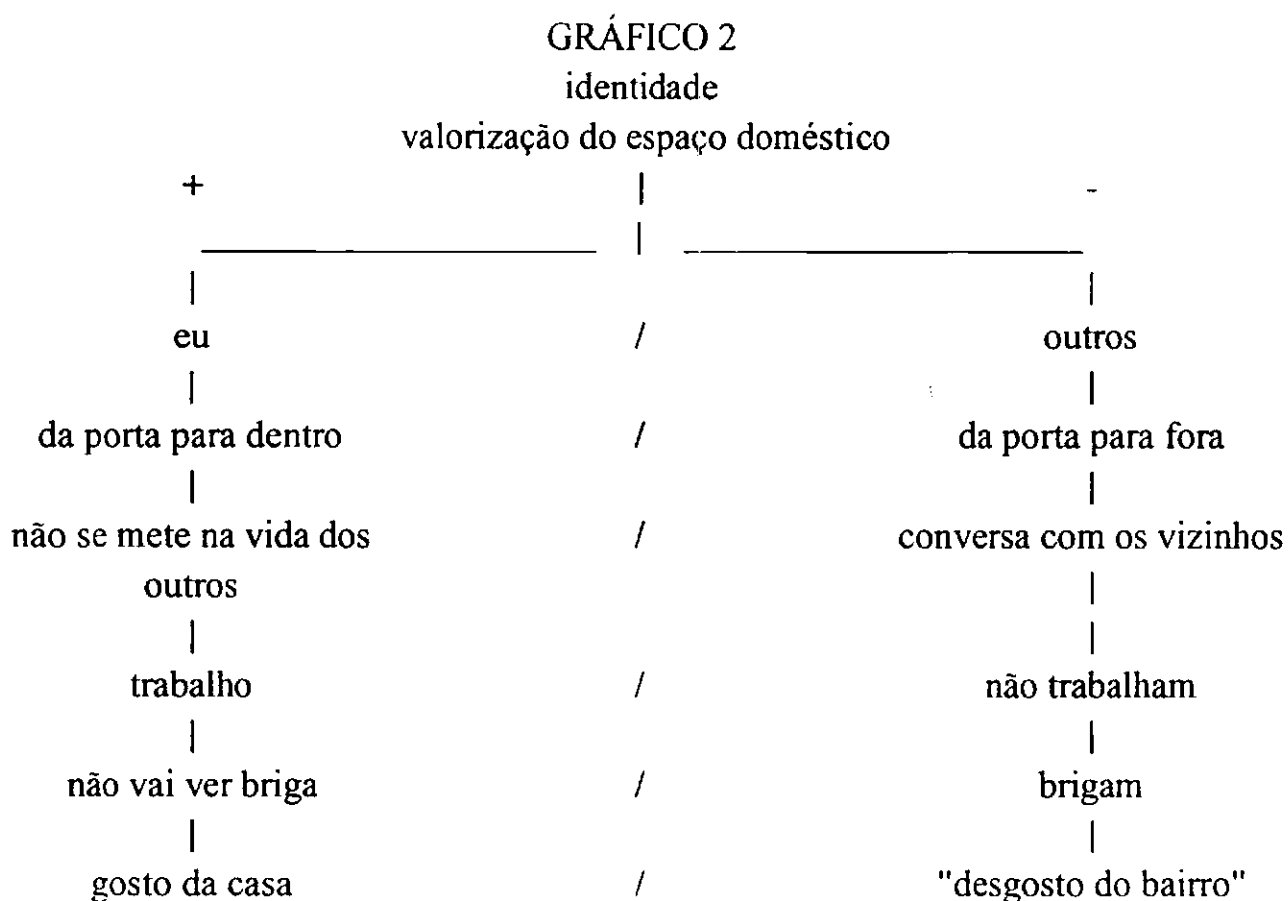 GRÁFICO 2
identidade
valorização do espaço doméstico
+ -
eu / outros
da porta para dentro / da porta para fora
não se mete na vida dos / conversa com os vizinhos
outros
trabalho / não trabalham
não vai ver briga / brigam
gosto da casa / "desgosto do bairro"